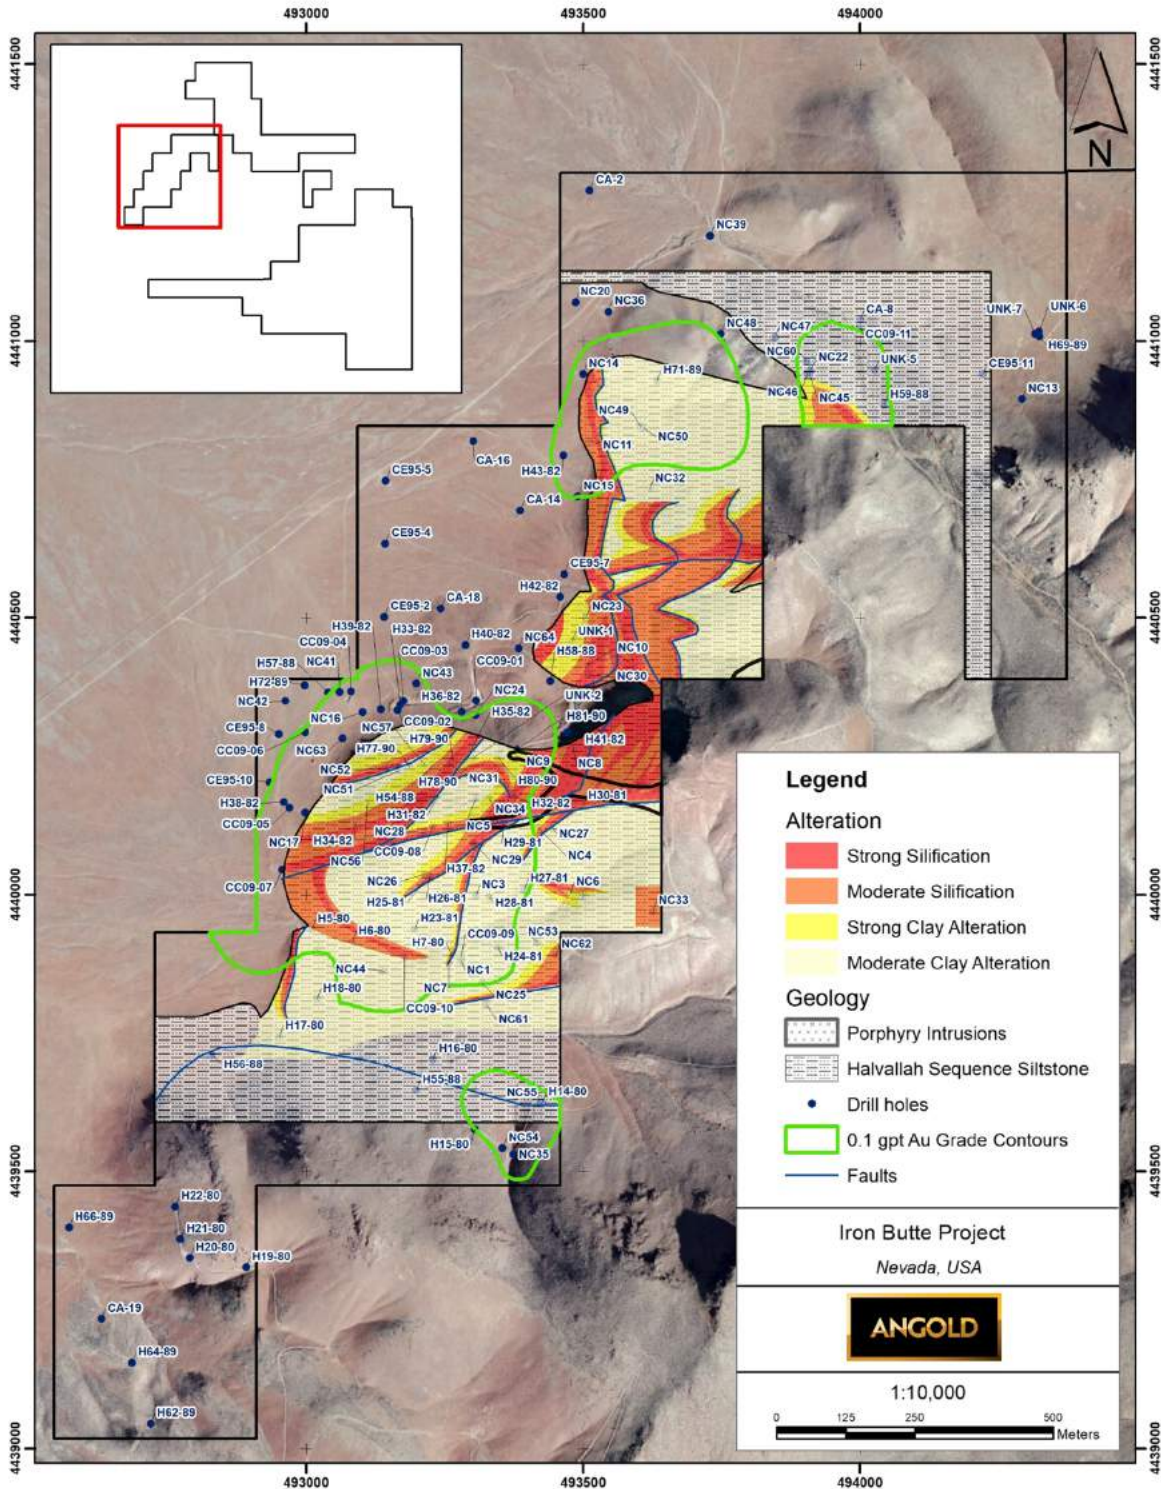 493000
493500
494000
4441500
4441500
N
CA-2
NC39
NC20
NC36
CA-8
UNK-7
UNK-6
NC48
NC47
CC09-11
4441000
4441000
H69-89
NC60
NC22
UNK-5
CE95-11
NC14
H71-89
NC46
NC45
H59-88
NC13
NC49
NC50
NC11
CA-16
H43-82
CE95-5
NC15
NC32
CA-14
CE95-4
CE95-7
H42-82
CE95-2
CA-18
NC23
4440500
4440500
H39-82
H33-82
UNK-1
CC09-04
H40-82
NC64
CC09-03
H58-88
NC10
H57-88
NC41
CC09-01
H72-89
NC43
NC30
NC42
H36-82
NC24
UNK-2
NC16
H35-82
CE95-8
NC57
CC09-02
H81-90
CC09-06
NC63
H79-90
H41-82
H77-90
NC9
NC8
NC52
CE95-10
H78-90
NC31
H80-90
NC51
H54-88
H30-81
H38-82
H31-82
NC34
H32-82
CC09-05
NC28
NC5
NC27
NC17
H34-82
CC09-08
H29-81
NC56
NC29
NC4
H37-82
CC09-07
NC26
NC3
H27-81
NC6
4440000
4440000
H25-81
H26-81
H28-81
NC33
H5-80
H23-81
H6-80
H7-80
CC09-09
NC53
NC62
H24-81
NC44
NC1
H18-80
NC7
NC25
CC09-10
NC61
H17-80
H16-80
H56-88
H55-88
NC55
H14-80
H15-80
NC54
NC35
4439500
4439500
H22-80
H66-89
H21-80
H20-80
H19-80
CA-19
H64-89
H62-89
4439000
4439000
493000
493500
494000
Legend
Alteration
Strong Silification
Moderate Silification
Strong Clay Alteration
Moderate Clay Alteration
Geology
Porphyry Intrusions
Halvallah Sequence Siltstone
Drill holes
0.1 gpt Au Grade Contours
Faults
Iron Butte Project
Nevada, USA
ANGOLD
1:10,000
0 125 250 500
Meters